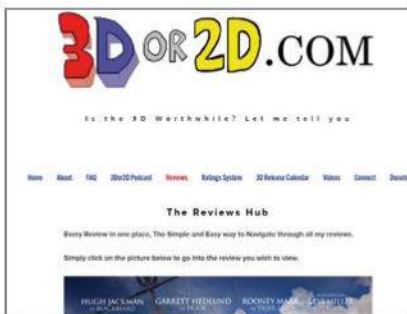 3D OR 2D.COM
Is the 3D Worthwhile? Let me tell you
Home About FAQ 3Dor2D Podcast Reviews Ratings System 3D Release Calendar Videos Connect Donate
The Reviews Hub
Every Review in one place, The Simple and Easy way to Navigate through all my reviews.
Simply click on the picture below to go into the review you wish to view.
HUGH JACKMAN GARRETT HEDLUND ROONEY MARA LEVI MILLER